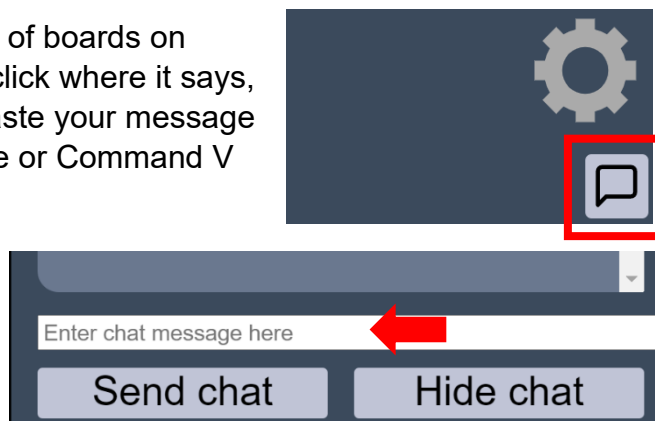 of boards on
click where it says,
aste your message
e or Command V
Enter chat message here
Send chat
Hide chat